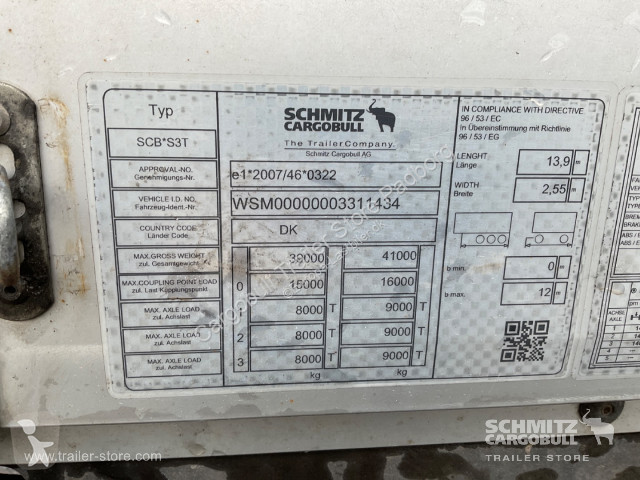 Typ
SCB*S3T
APPROVAL-NO.
Genehmigungs-Nr.
VEHICLE I.D. NO.
Fahrzeug-Ident.-Nr.
COUNTRY CODE
Länder Code
MAX.GROSS WEIGHT
zul. Gesamtgewicht
MAX.COUPLING POINT LOAD
zul. Last Kupplungspunkt
MAX. AXLE LOAD
zul. Achslast
MAX. AXLE LOAD
zul. Achslast
MAX. AXLE LOAD
zul. Achslast
SCHMITZ
CARGOBULL
The TrailerCompany.
Schmitz Cargobull AG
e1*2007/46*0322
WSM00000003311434
DK
38000 41000
0 15000 16000
1 8000 T 9000 T
2 8000 T 9000 T
3 8000 T 9000 T
kg kg
IN COMPLIANCE WITH DIRECTIVE
96 / 53 / EC
In Übereinstimmung mit Richtlinie
96 / 53 / EG
LENGHT
Länge
13,9 m
WIDTH
Breite
2,55 m
b
b min. 0 m
b max. 12 m
www.trailer-store.com
SCHMITZ
CARGOBULL
TRAILER STORE